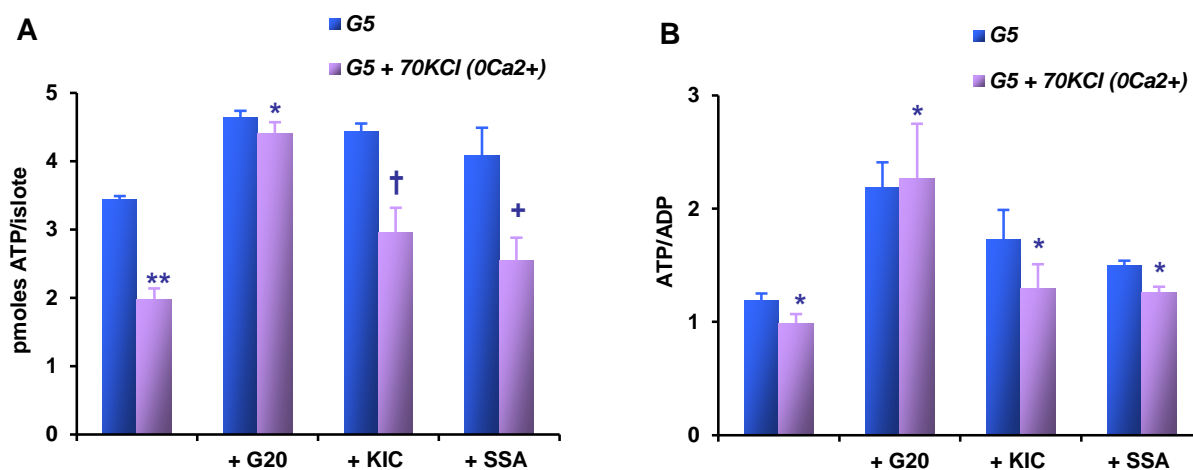 A
G5
G5 + 70KCl (0Ca2+)
pmoles ATP/islote
5
4
3
2
1
0
**
*
†
+
+ G20
+ KIC
+ SSA
B
G5
G5 + 70KCl (0Ca2+)
ATP/ADP
3
2
1
0
*
*
*
*
+ G20
+ KIC
+ SSA